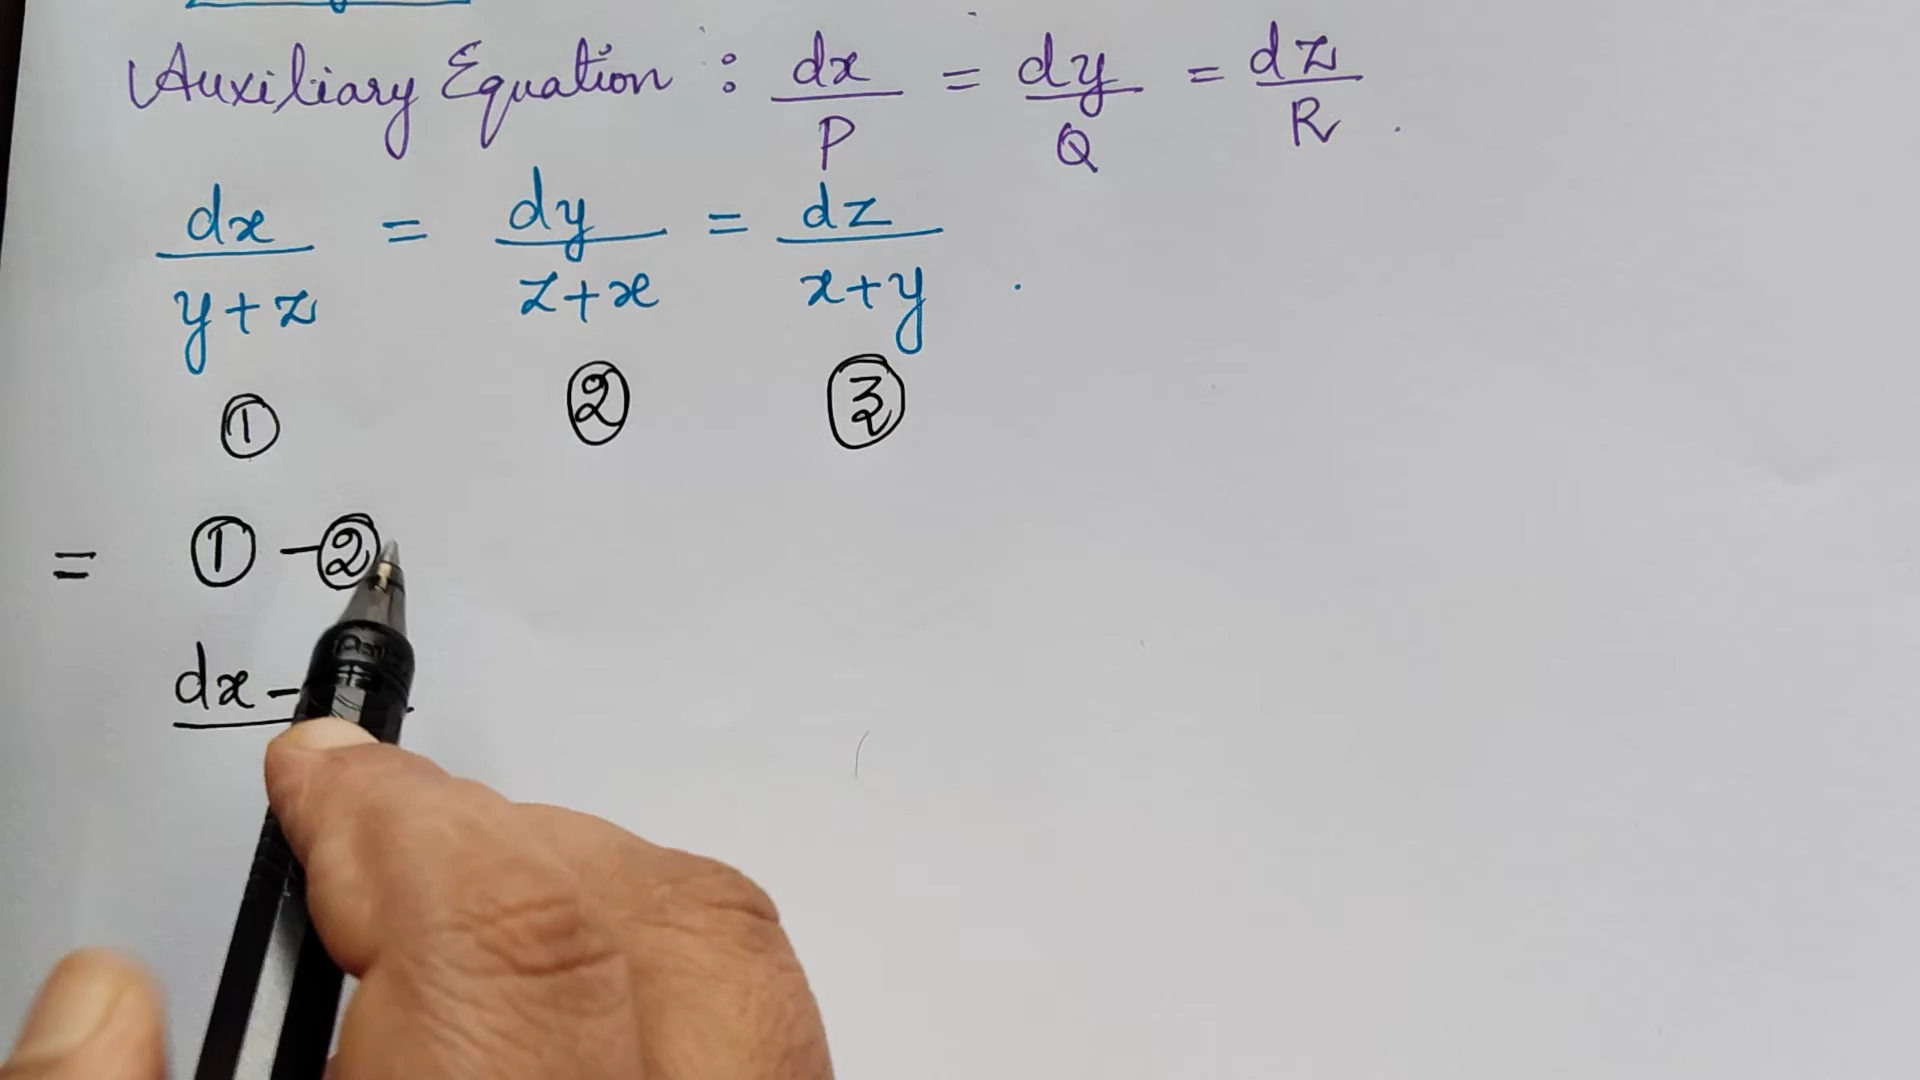 Auxiliary Equation : dx/P = dy/Q = dz/R .
dx/y+z = dy/z+x = dz/x+y .
① ② ③
= ① - ②
dx -